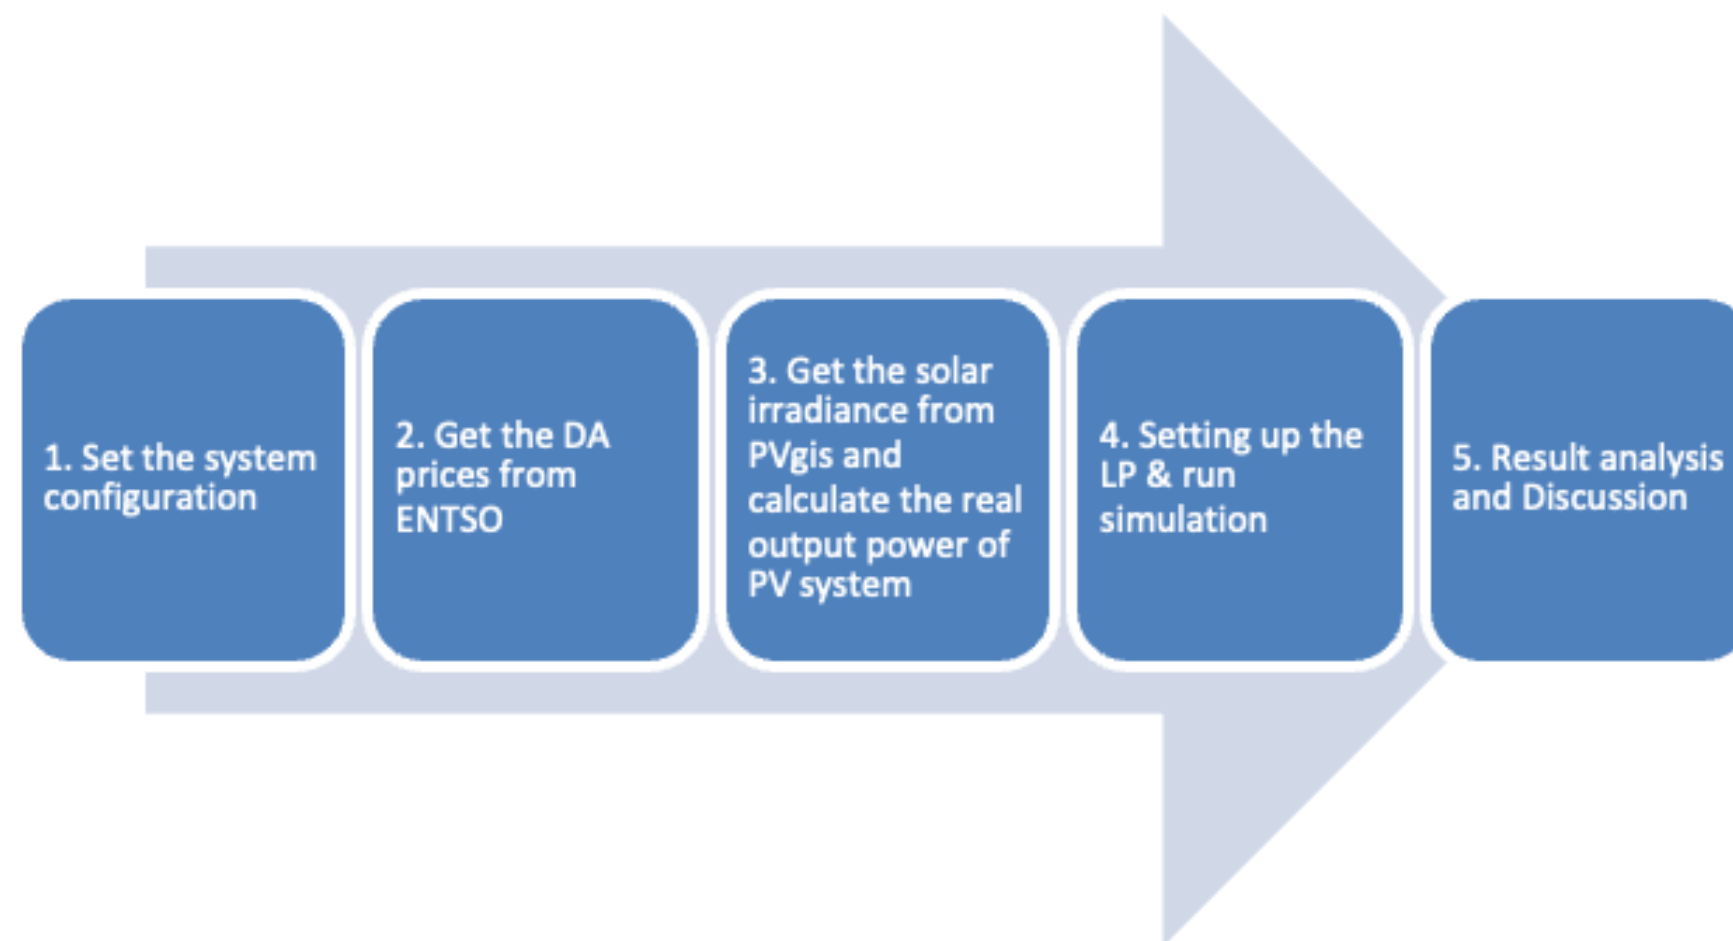 1. Set the system
configuration
2. Get the DA
prices from
ENTSO
3. Get the solar
irradiance from
PVgis and
calculate the real
output power of
PV system
4. Setting up the
LP & run
simulation
5. Result analysis
and Discussion